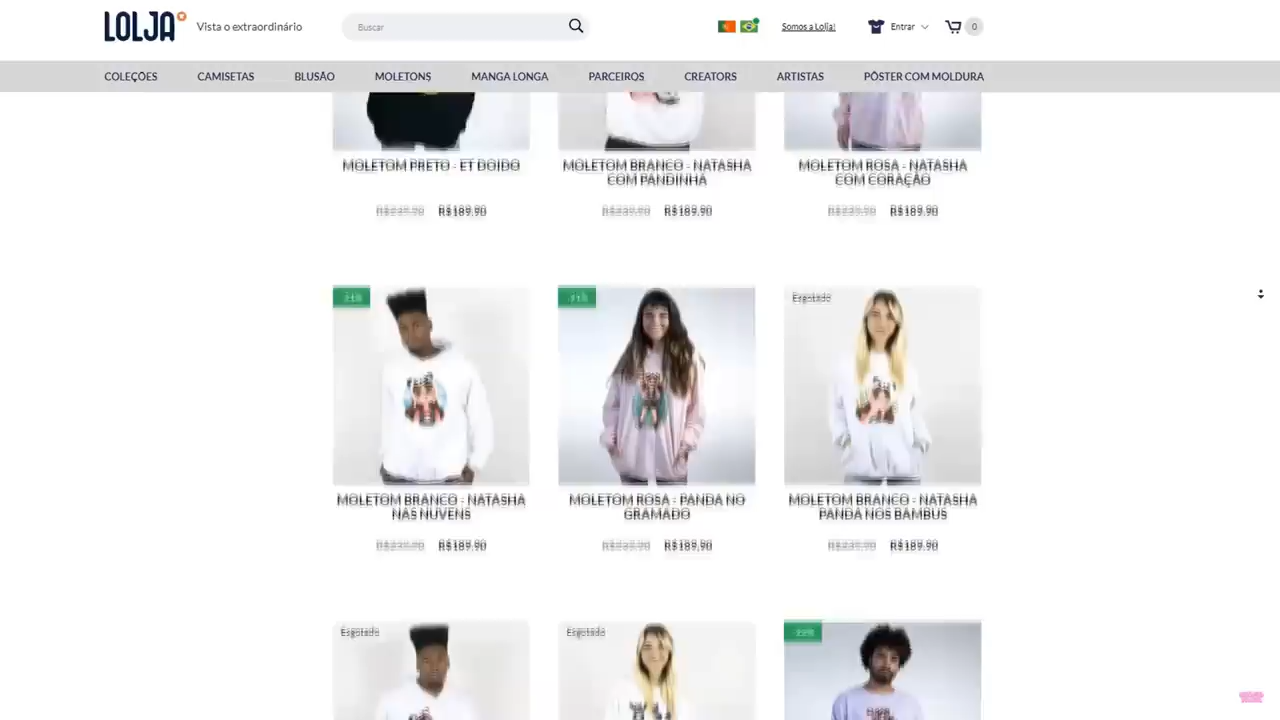 LOLJA
Vista o extraordinário
Buscar
Somos a Lolja!
Entrar
0
COLEÇÕES
CAMISETAS
BLUSÃO
MOLETONS
MANGA LONGA
PARCEIROS
CREATORS
ARTISTAS
PÔSTER COM MOLDURA
MOLETOM PRETO - ET DOIDO
R$189,90
MOLETOM BRANCO - NATASHA
COM PANDINHA
R$189,90
MOLETOM ROSA - NATASHA
COM CORAÇÃO
R$189,90
MOLETOM BRANCO - NATASHA
NAS NUVENS
R$189,90
MOLETOM ROSA - PANDA NO
GRAMADO
R$189,90
Esgotado
MOLETOM BRANCO - NATASHA
PANDA NOS BAMBUS
R$189,90
Esgotado
Esgotado